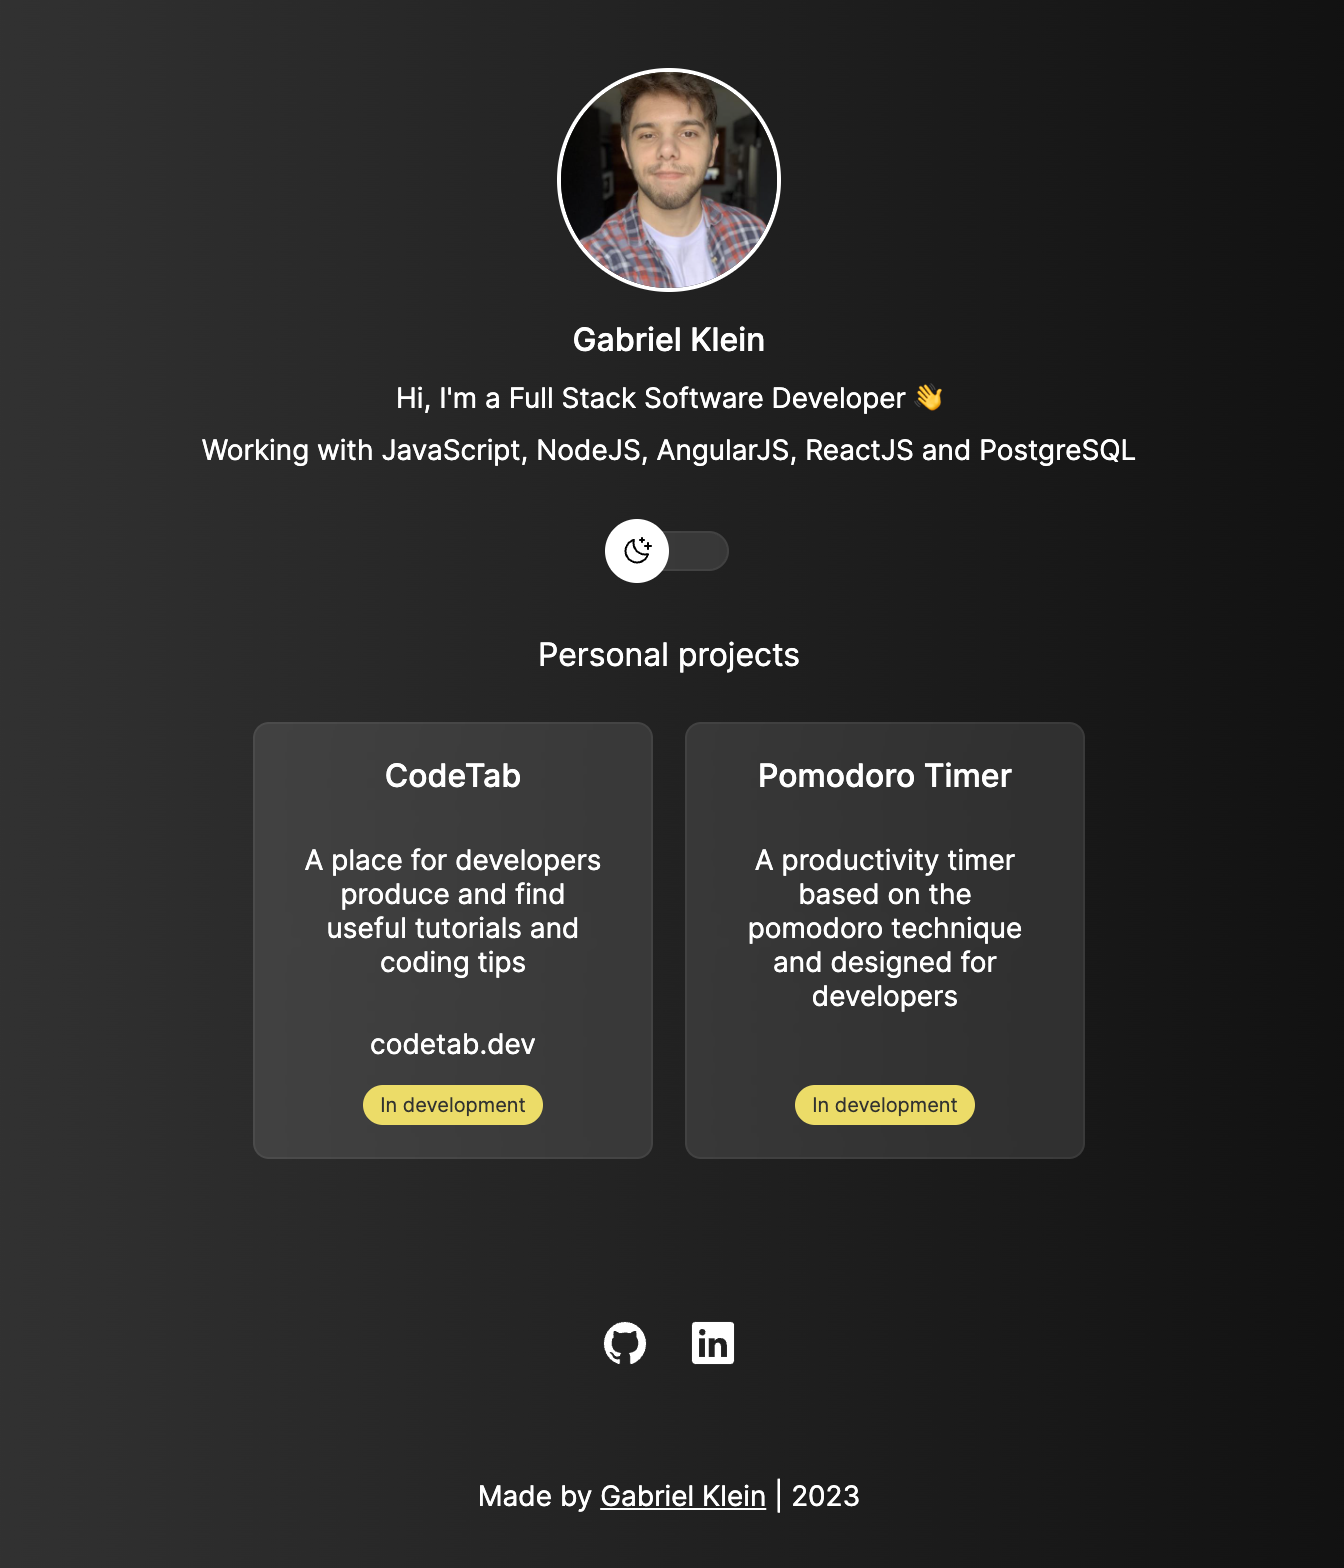 Gabriel Klein
Hi, I'm a Full Stack Software Developer 👋
Working with JavaScript, NodeJS, AngularJS, ReactJS and PostgreSQL
Personal projects
CodeTab
A place for developers
produce and find
useful tutorials and
coding tips
codetab.dev
In development
Pomodoro Timer
A productivity timer
based on the
pomodoro technique
and designed for
developers
In development
in
Made by Gabriel Klein | 2023